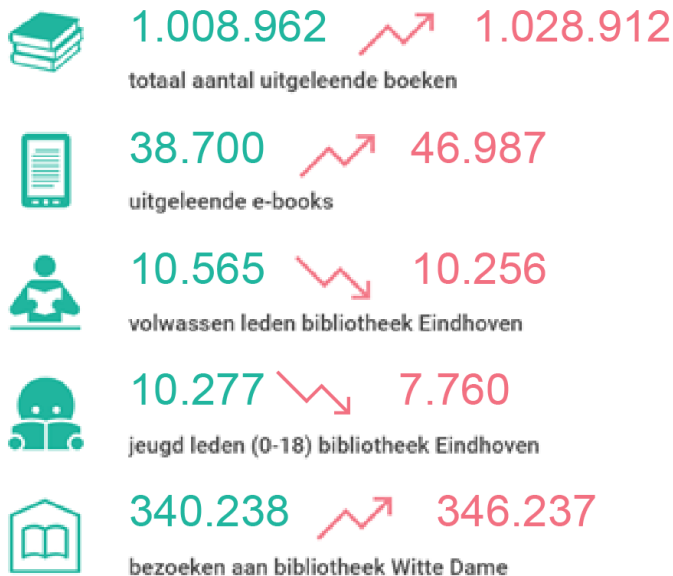 1.008.962 1.028.912
totaal aantal uitgeleende boeken
38.700 46.987
uitgeleende e-books
10.565 10.256
volwassen leden bibliotheek Eindhoven
10.277 7.760
jeugd leden (0-18) bibliotheek Eindhoven
340.238 346.237
bezoeken aan bibliotheek Witte Dame